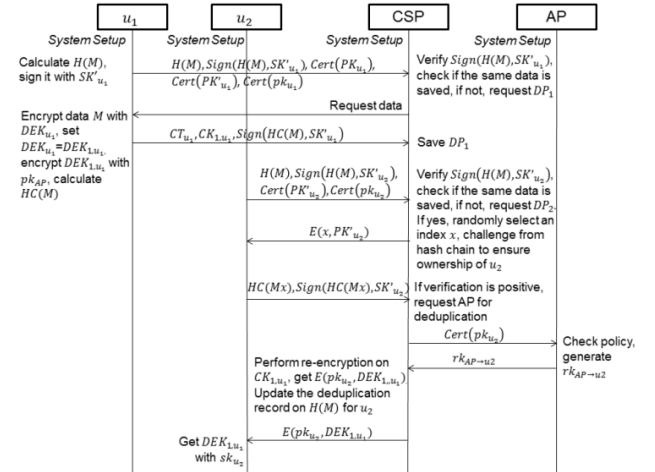 u₁ u₂ CSP AP
System Setup System Setup System Setup System Setup
Calculate H(M),
sign it with SK'u₁
H(M), Sign(H(M), SK'u₁), Cert(PKu₁),
Cert(PK'u₁), Cert(pku₁)
Verify Sign(H(M), SK'u₁),
check if the same data is
saved, if not, request DP₁
Request data
Encrypt data M with
DEKu₁, set
DEKu₁=DEK1,u₁,
encrypt DEK1,u₁ with
pkAP, calculate
HC(M)
CTu₁, CK1,u₁, Sign(HC(M), SK'u₁)
Save DP₁
H(M), Sign(H(M), SK'u₂),
Cert(PK'u₂), Cert(pku₂)
Verify Sign(H(M), SK'u₂),
check if the same data is
saved, if not, request DP₂.
If yes, randomly select an
index x, challenge from
hash chain to ensure
ownership of u₂
E(x, PK'u₂)
HC(Mx), Sign(HC(Mx), SK'u₂)
If verification is positive,
request AP for
deduplication
Cert(pku₂)
Check policy,
generate
rkAP→u2
rkAP→u2
Perform re-encryption on
CK1,u₁, get E(pku₂, DEK1,u₁)
Update the deduplication
record on H(M) for u₂
E(pku₂, DEK1,u₁)
Get DEK1,u₁
with sku₂